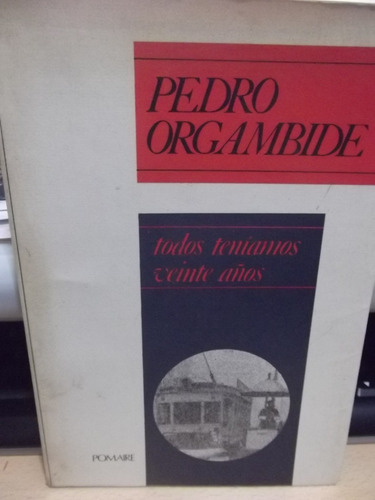 PEDRO
ORGAMBIDE
todos teníamos
veinte años
POMAIRE